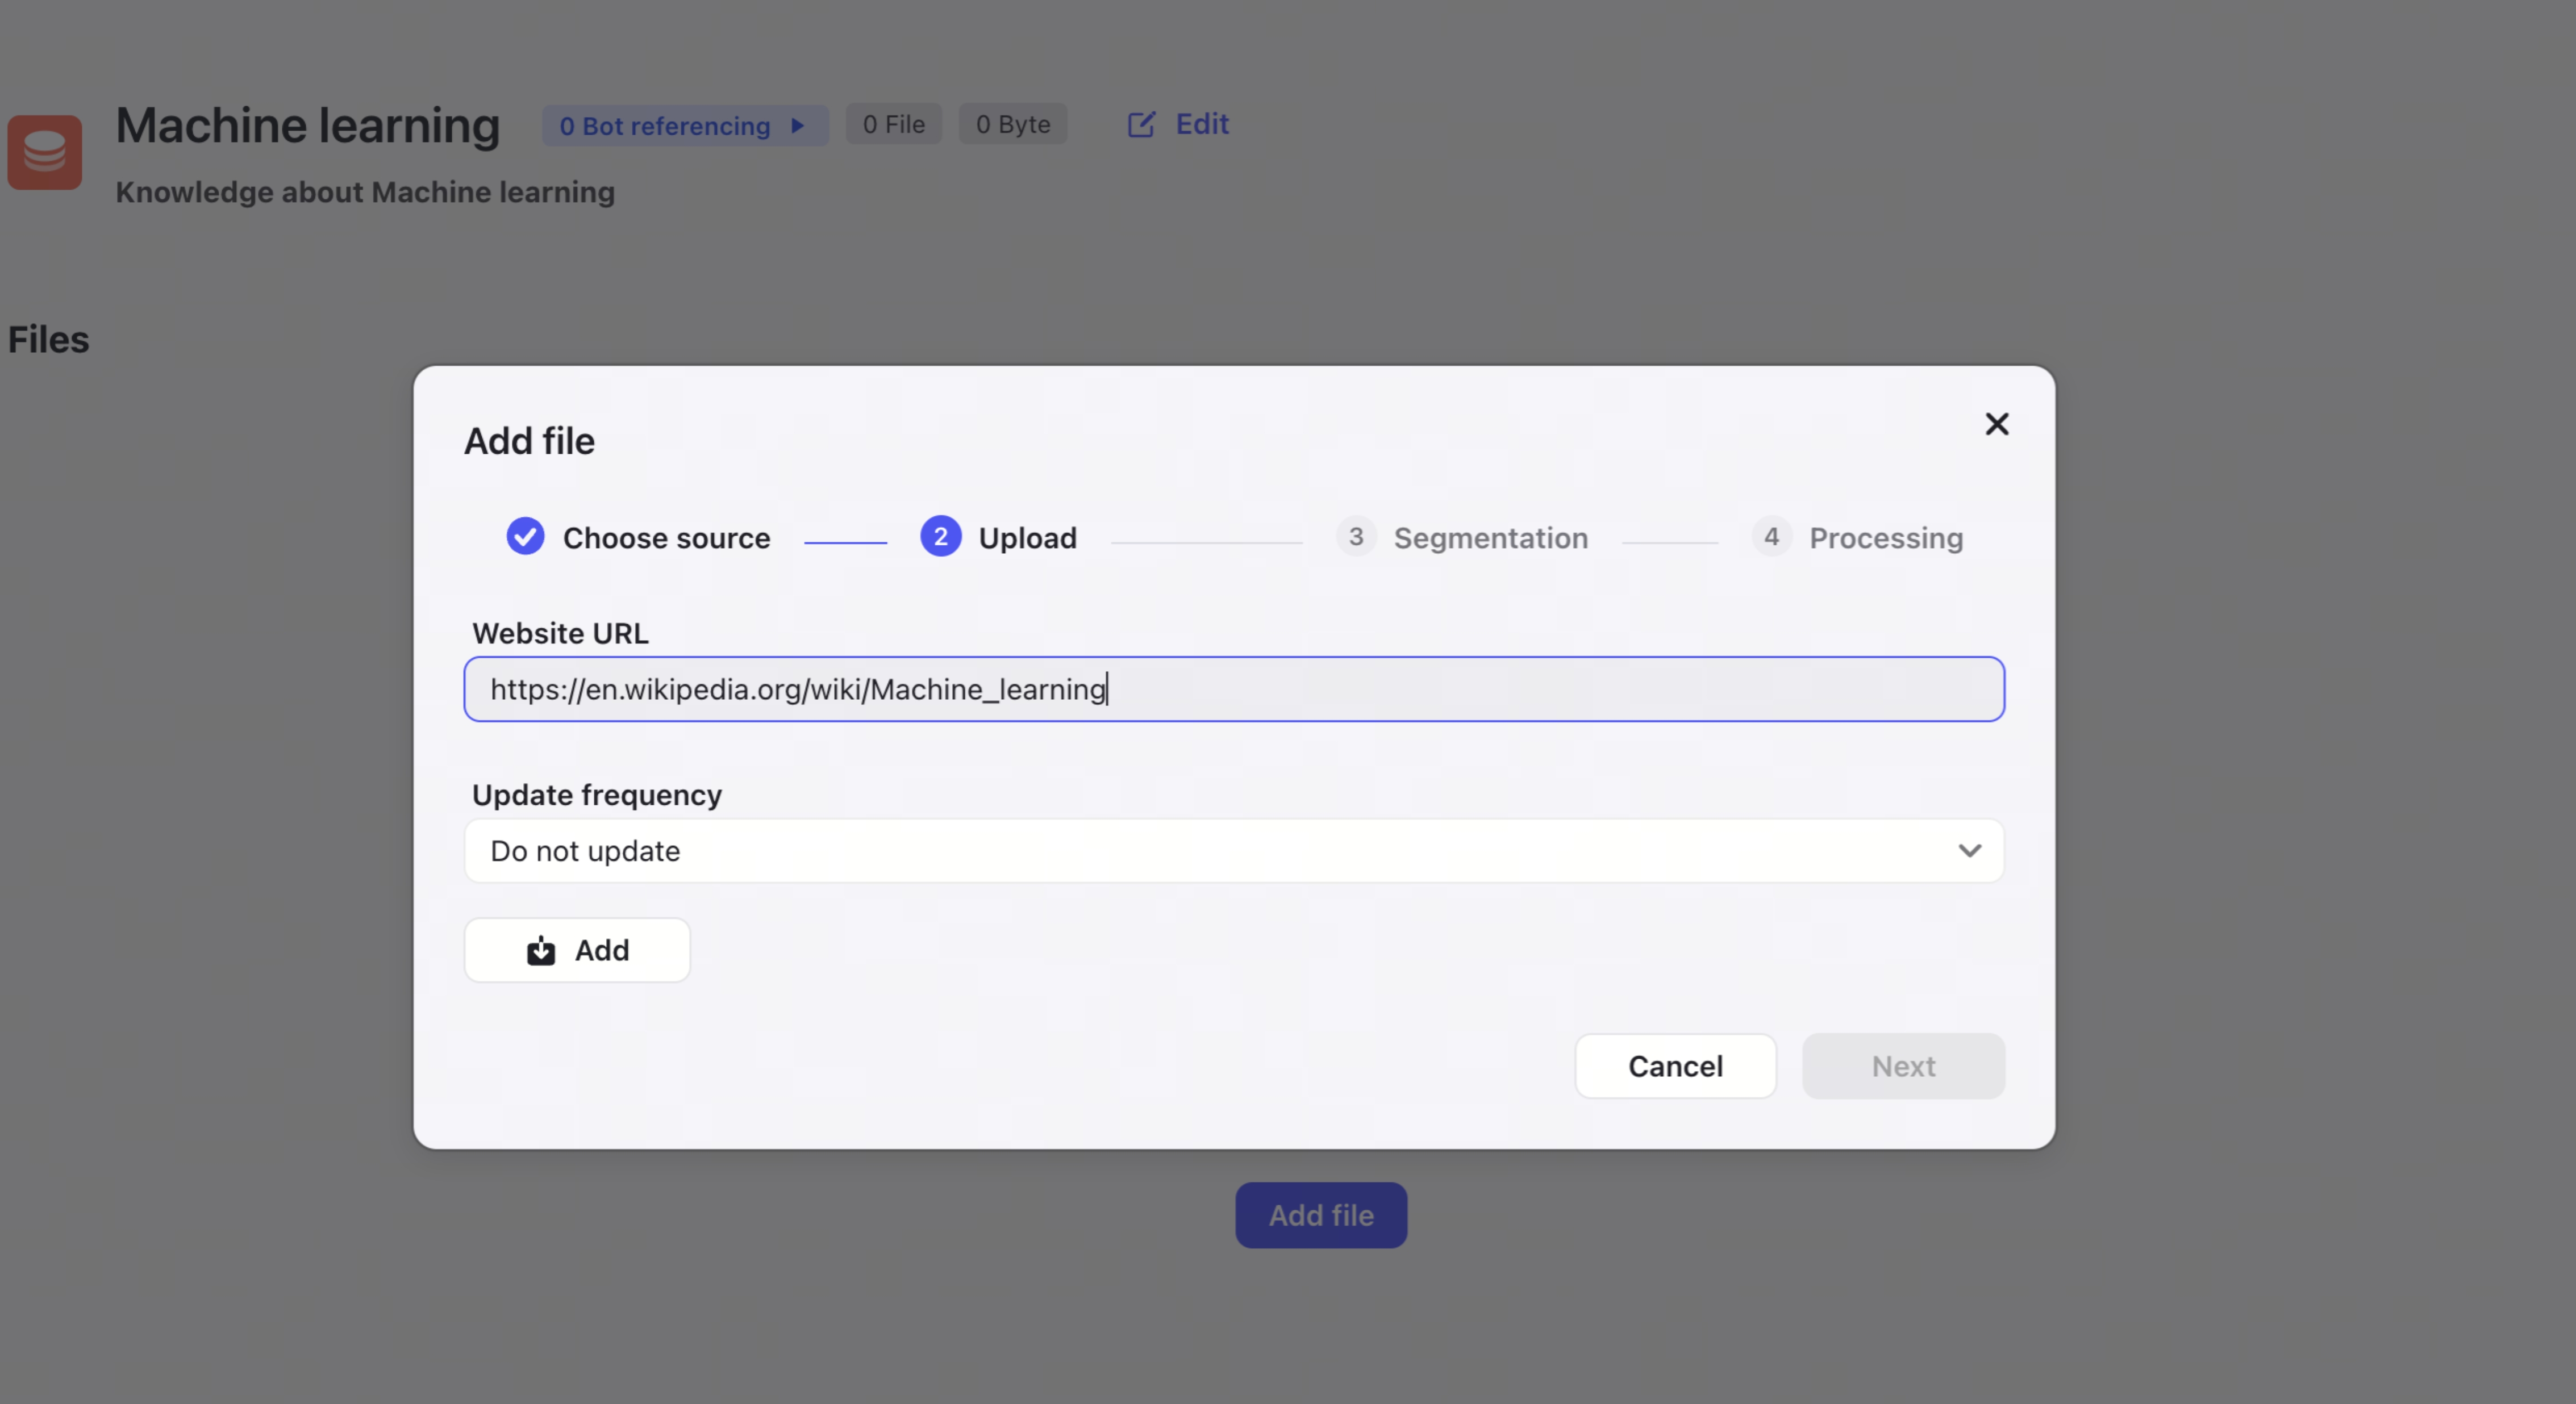 Machine learning 0 Bot referencing 0 File 0 Byte Edit
Knowledge about Machine learning
Files
Add file
Choose source 2 Upload 3 Segmentation 4 Processing
Website URL
https://en.wikipedia.org/wiki/Machine_learning
Update frequency
Do not update
Add
Cancel Next
Add file